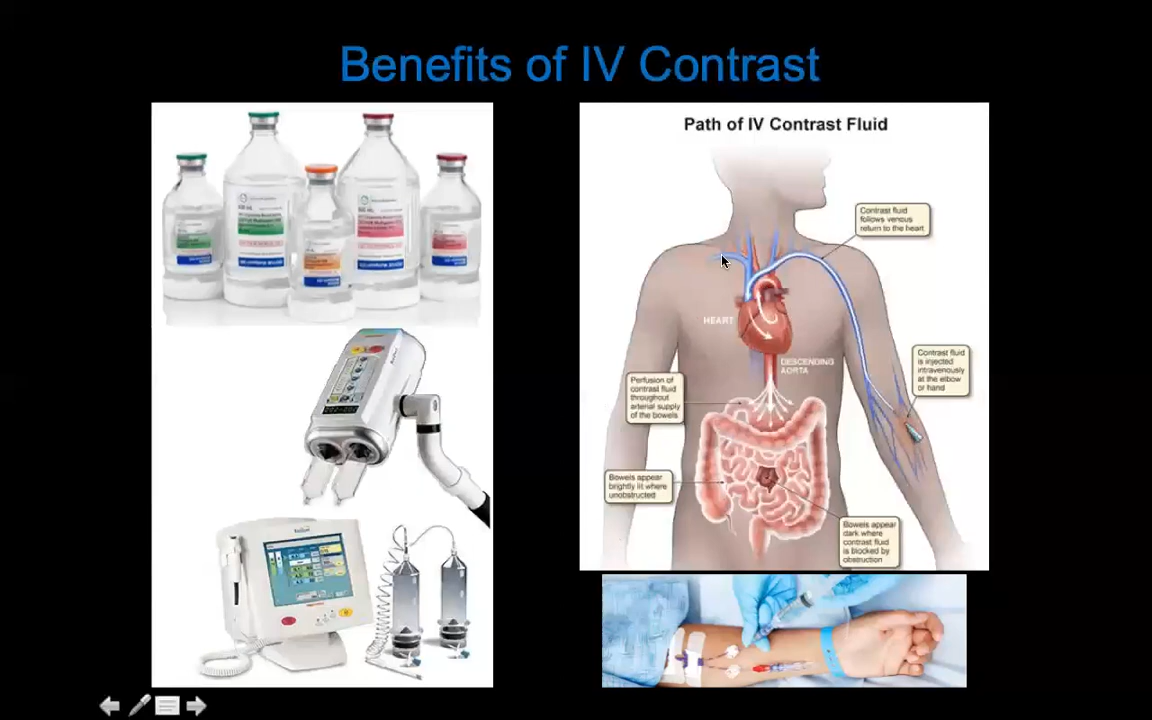 Benefits of IV Contrast
Path of IV Contrast Fluid
Contrast fluid
follows venous
return to the heart.
HEART
DESCENDING
AORTA
Contrast fluid
is injected
intravenously
at the elbow
or hand
Perfusion of
contrast fluid
throughout
arterial supply
of the bowels
Bowels appear
brightly lit where
unobstructed
Bowels appear
dark where
contrast fluid
is blocked by
obstruction